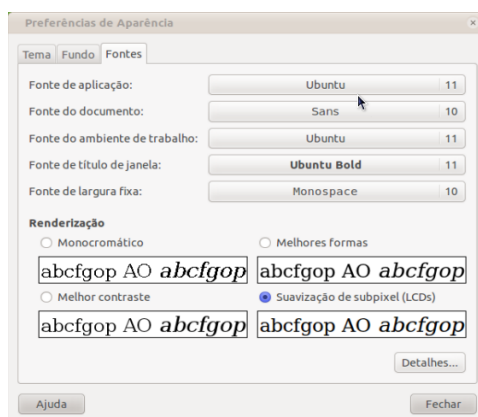 Preferências de Aparência
Tema Fundo Fontes
Fonte de aplicação: Ubuntu 11
Fonte do documento: Sans 10
Fonte do ambiente de trabalho: Ubuntu 11
Fonte de título de janela: Ubuntu Bold 11
Fonte de largura fixa: Monospace 10
Renderização
Monocromático Melhores formas
abcfgop AO abcfgop abcfgop AO abcfgop
Melhor contraste Suavização de subpixel (LCDs)
abcfgop AO abcfgop abcfgop AO abcfgop
Detalhes...
Ajuda Fechar